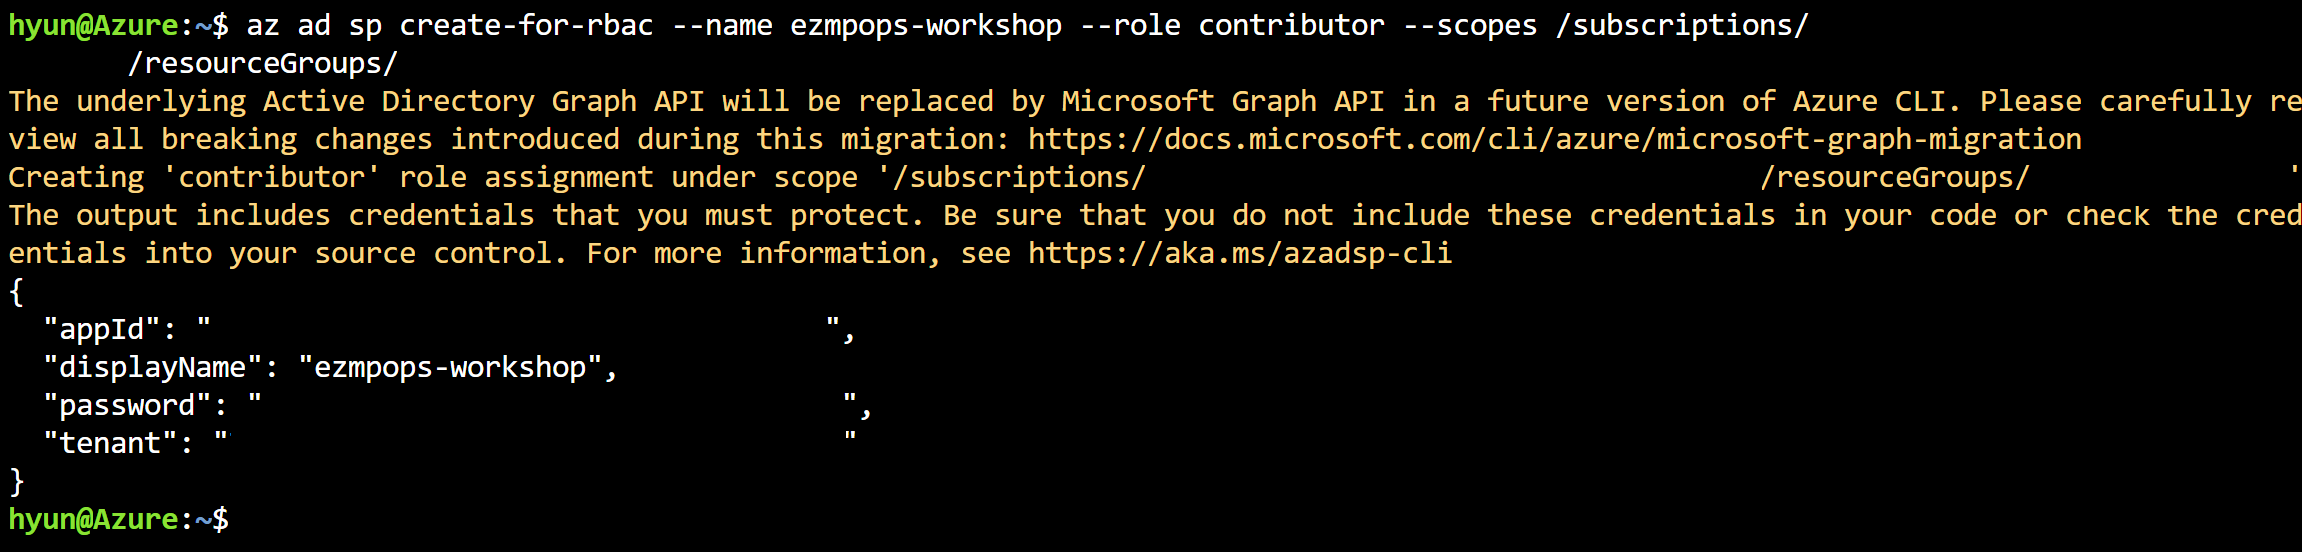 hyun@Azure:~$ az ad sp create-for-rbac --name ezmpops-workshop --role contributor --scopes /subscriptions/
/resourceGroups/
The underlying Active Directory Graph API will be replaced by Microsoft Graph API in a future version of Azure CLI. Please carefully re
view all breaking changes introduced during this migration: https://docs.microsoft.com/cli/azure/microsoft-graph-migration
Creating 'contributor' role assignment under scope '/subscriptions/ /resourceGroups/ '
The output includes credentials that you must protect. Be sure that you do not include these credentials in your code or check the cred
entials into your source control. For more information, see https://aka.ms/azadsp-cli
{
"appId": " ",
"displayName": "ezmpops-workshop",
"password": " ",
"tenant": " "
}
hyun@Azure:~$